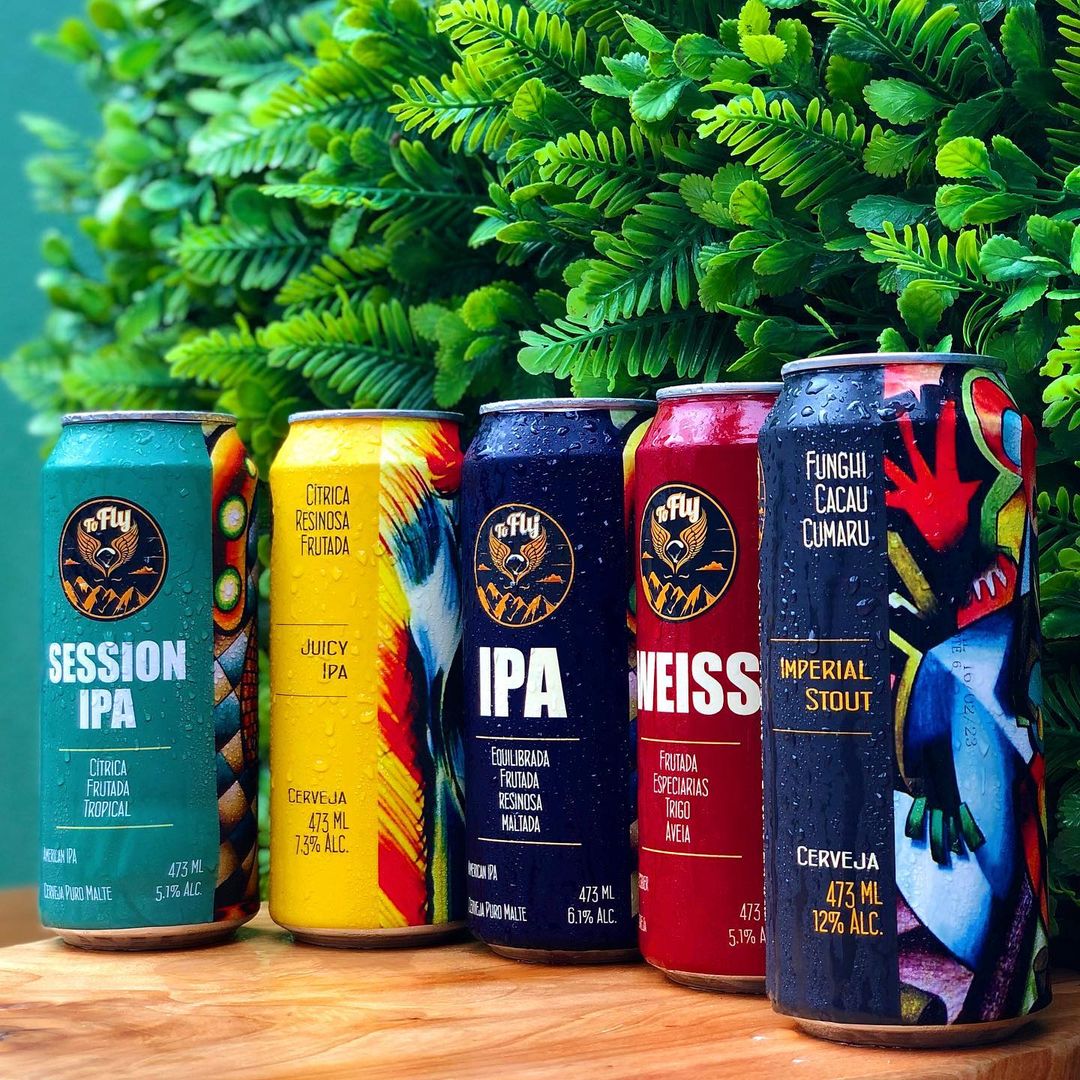 To Fly
SESSION
IPA
CÍTRICA
FRUTADA
TROPICAL
AMERICAN IPA
CERVEJA PURO MALTE
473 ML
5.1% ALC.
CÍTRICA
RESINOSA
FRUTADA
JUICY
IPA
CERVEJA
473 ML
7.3% ALC.
To Fly
IPA
EQUILIBRADA
FRUTADA
RESINOSA
MALTADA
AMERICAN IPA
CERVEJA PURO MALTE
473 ML
6.1% ALC.
To Fly
WEISS
FRUTADA
ESPECIARIAS
TRIGO
AVEIA
473
5.1% A
FUNGHI
CACAU
CUMARU
IMPERIAL
STOUT
CERVEJA
473 ML
12% ALC.